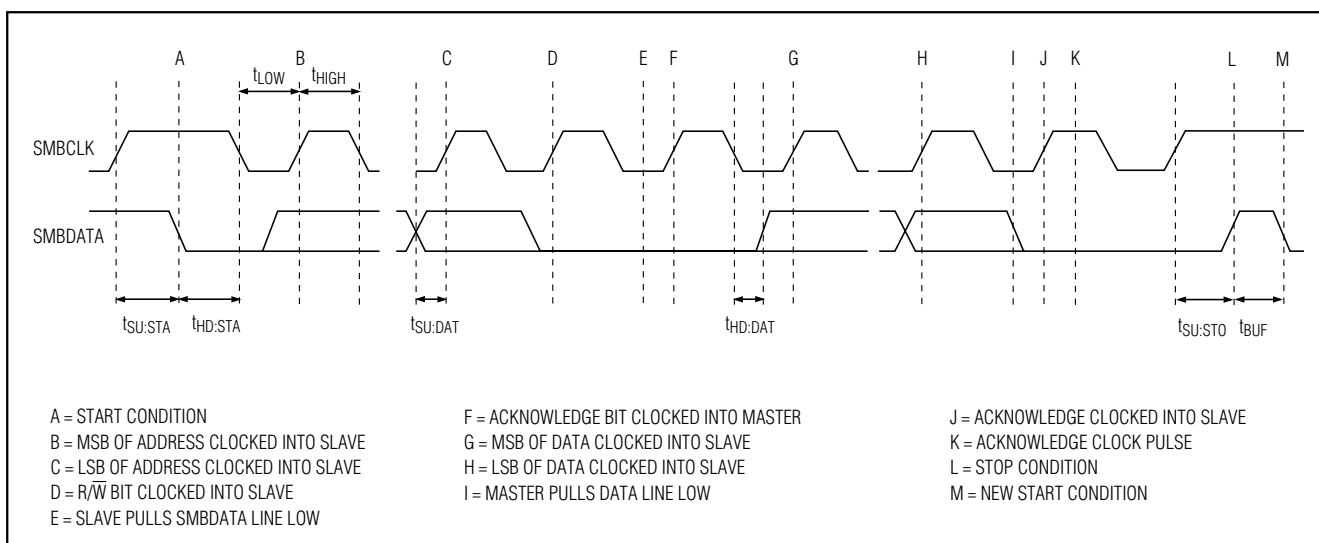 A B C D E F G H I J K L M
tLOW tHIGH
SMBCLK
SMBDATA
tSU:STA tHD:STA tSU:DAT tHD:DAT tSU:STO tBUF
A = START CONDITION
B = MSB OF ADDRESS CLOCKED INTO SLAVE
C = LSB OF ADDRESS CLOCKED INTO SLAVE
D = R/W̅ BIT CLOCKED INTO SLAVE
E = SLAVE PULLS SMBDATA LINE LOW
F = ACKNOWLEDGE BIT CLOCKED INTO MASTER
G = MSB OF DATA CLOCKED INTO SLAVE
H = LSB OF DATA CLOCKED INTO SLAVE
I = MASTER PULLS DATA LINE LOW
J = ACKNOWLEDGE CLOCKED INTO SLAVE
K = ACKNOWLEDGE CLOCK PULSE
L = STOP CONDITION
M = NEW START CONDITION